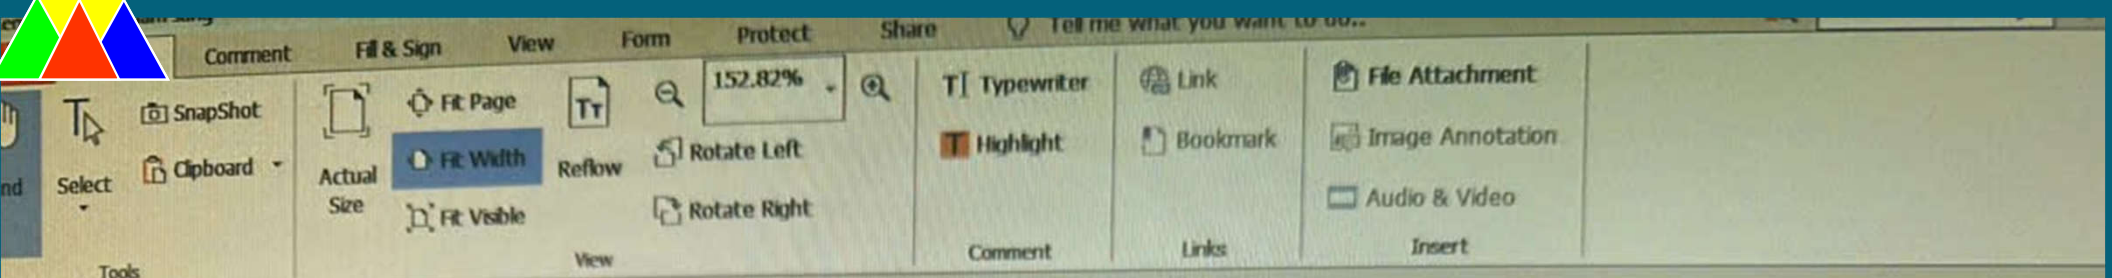 Comment Fill & Sign View Form Protect Share Tell me what you want to do..
SnapShot
Clipboard
Select
Tools
Actual
Size
Fit Page
Fit Width
Fit Visible
Reflow
152.82%
Rotate Left
Rotate Right
View
Typewriter
Highlight
Comment
Link
Bookmark
Links
File Attachment
Image Annotation
Audio & Video
Insert